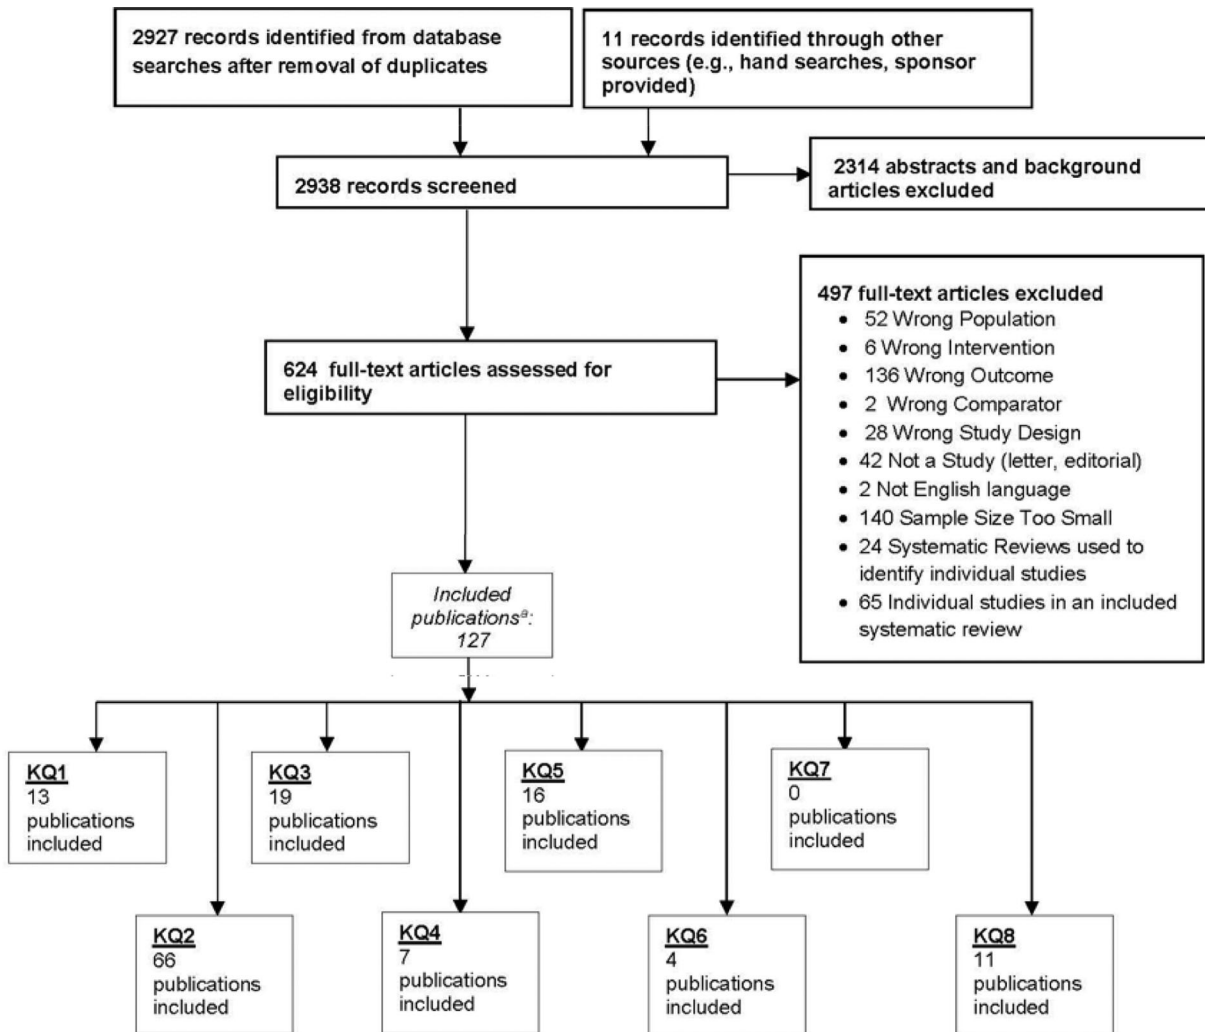 2927 records identified from database
searches after removal of duplicates
11 records identified through other
sources (e.g., hand searches, sponsor
provided)
2938 records screened
2314 abstracts and background
articles excluded
624 full-text articles assessed for
eligibility
497 full-text articles excluded
• 52 Wrong Population
• 6 Wrong Intervention
• 136 Wrong Outcome
• 2 Wrong Comparator
• 28 Wrong Study Design
• 42 Not a Study (letter, editorial)
• 2 Not English language
• 140 Sample Size Too Small
• 24 Systematic Reviews used to
identify individual studies
• 65 Individual studies in an included
systematic review
Included
publicationsᵃ:
127
KQ1
13
publications
included
KQ3
19
publications
included
KQ5
16
publications
included
KQ7
0
publications
included
KQ2
66
publications
included
KQ4
7
publications
included
KQ6
4
publications
included
KQ8
11
publications
included